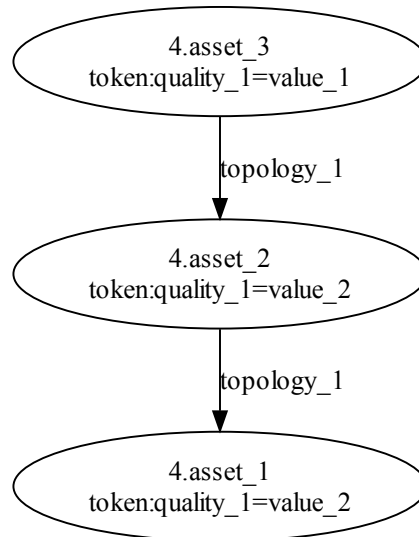 4.asset_3
token:quality_1=value_1
topology_1
4.asset_2
token:quality_1=value_2
topology_1
4.asset_1
token:quality_1=value_2